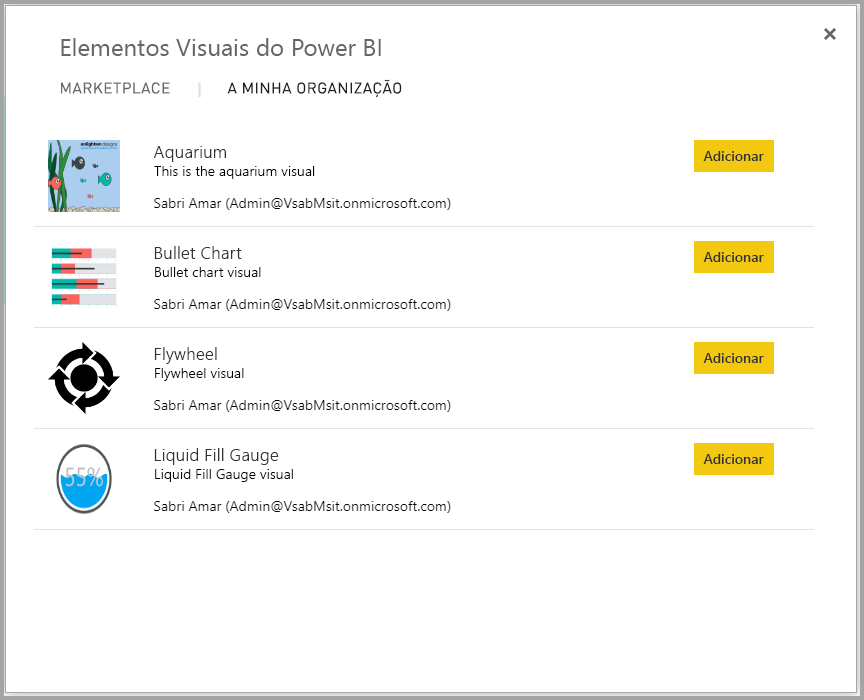 Elementos Visuais do Power BI
MARKETPLACE | A MINHA ORGANIZAÇÃO
enlighten designs
Aquarium
This is the aquarium visual
Sabri Amar (Admin@VsabMsit.onmicrosoft.com)
Adicionar
Bullet Chart
Bullet chart visual
Sabri Amar (Admin@VsabMsit.onmicrosoft.com)
Adicionar
Flywheel
Flywheel visual
Sabri Amar (Admin@VsabMsit.onmicrosoft.com)
Adicionar
55%
Liquid Fill Gauge
Liquid Fill Gauge visual
Sabri Amar (Admin@VsabMsit.onmicrosoft.com)
Adicionar